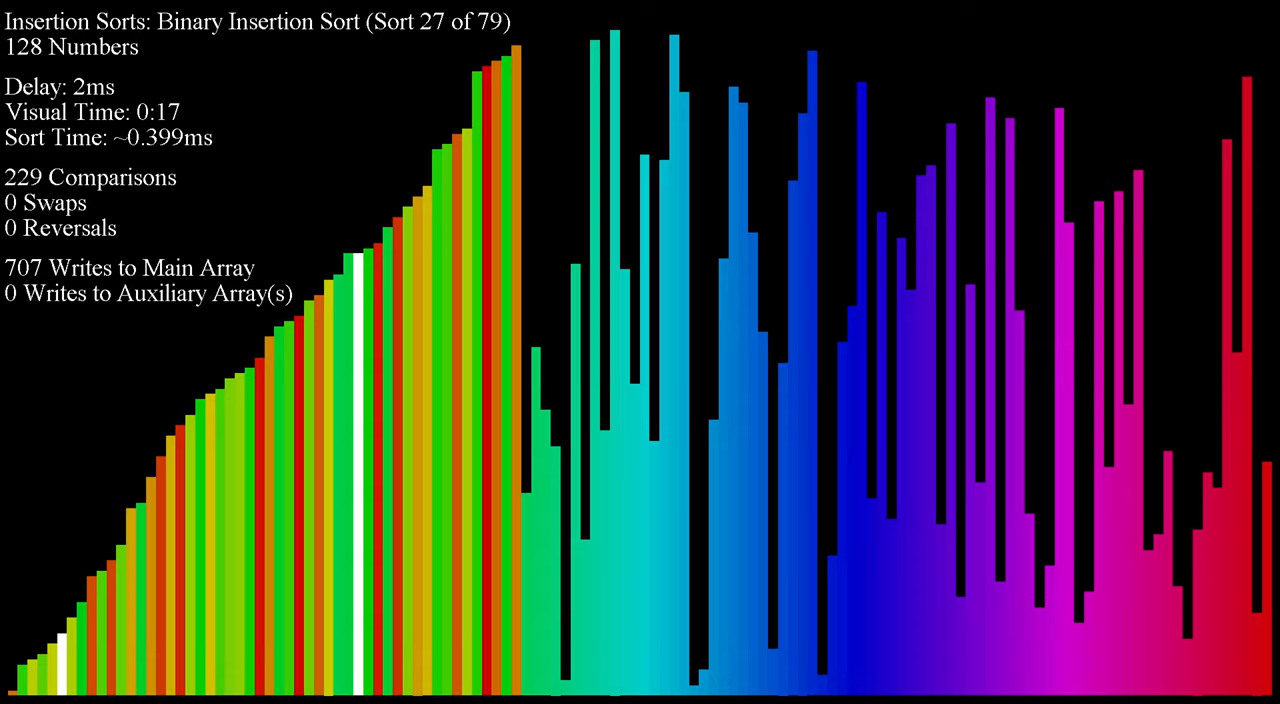 Insertion Sorts: Binary Insertion Sort (Sort 27 of 79)
128 Numbers
Delay: 2ms
Visual Time: 0:17
Sort Time: ~0.399ms
229 Comparisons
0 Swaps
0 Reversals
707 Writes to Main Array
0 Writes to Auxiliary Array(s)